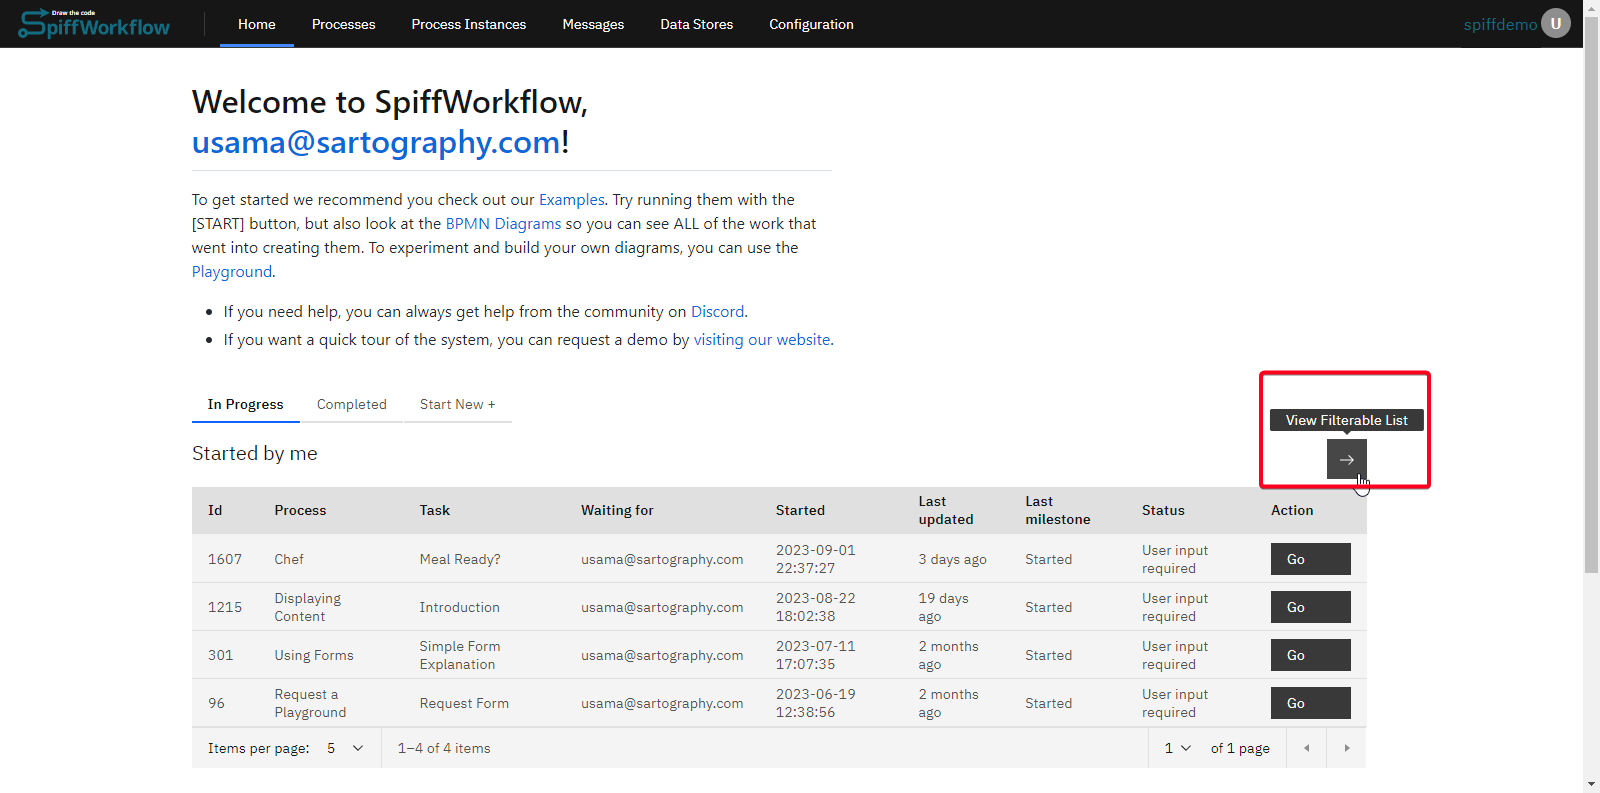 Draw the code
SpiffWorkflow
Home
Processes
Process Instances
Messages
Data Stores
Configuration
spiffdemo
U
Welcome to SpiffWorkflow,
usama@sartography.com!
To get started we recommend you check out our Examples. Try running them with the
[START] button, but also look at the BPMN Diagrams so you can see ALL of the work that
went into creating them. To experiment and build your own diagrams, you can use the
Playground.
If you need help, you can always get help from the community on Discord.
If you want a quick tour of the system, you can request a demo by visiting our website.
In Progress
Completed
Start New +
View Filterable List
Started by me
Id
Process
Task
Waiting for
Started
Last
updated
Last
milestone
Status
Action
1607
Chef
Meal Ready?
usama@sartography.com
2023-09-01
22:37:27
3 days ago
Started
User input
required
Go
1215
Displaying
Content
Introduction
usama@sartography.com
2023-08-22
18:02:38
19 days
ago
Started
User input
required
Go
301
Using Forms
Simple Form
Explanation
usama@sartography.com
2023-07-11
17:07:35
2 months
ago
Started
User input
required
Go
96
Request a
Playground
Request Form
usama@sartography.com
2023-06-19
12:38:56
2 months
ago
Started
User input
required
Go
Items per page:
5
1–4 of 4 items
1
of 1 page